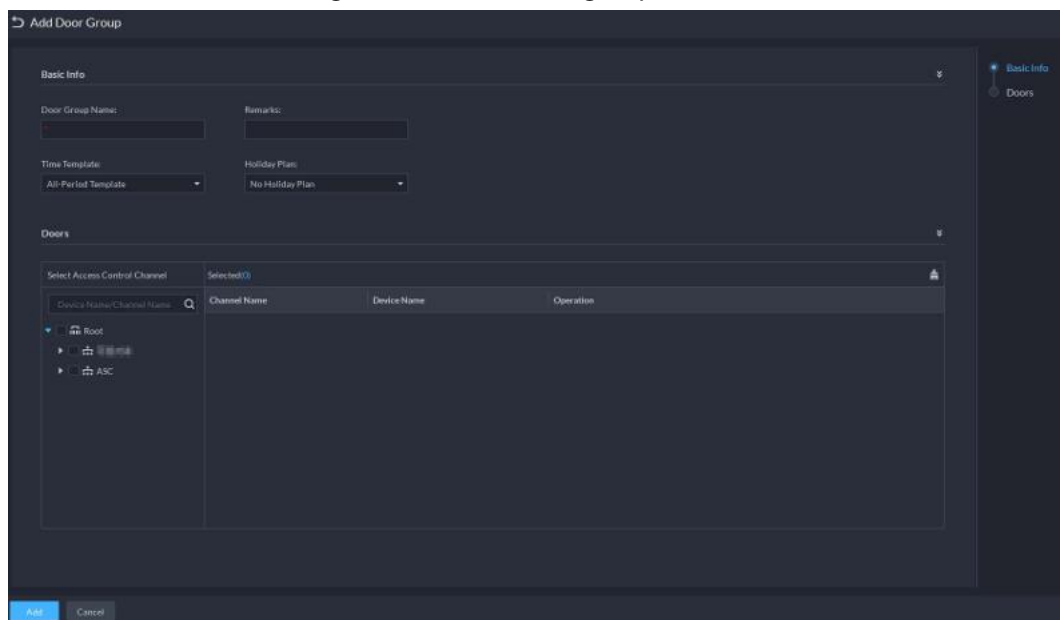 Add Door Group
Basic Info
Basic Info
Doors
Door Group Name:
Remarks:
*
Time Template:
Holiday Plan:
All-Period Template
No Holiday Plan
Doors
Select Access Control Channel
Selected(0)
Device Name/Channel Name
Channel Name
Device Name
Operation
Root
ASC
Add
Cancel